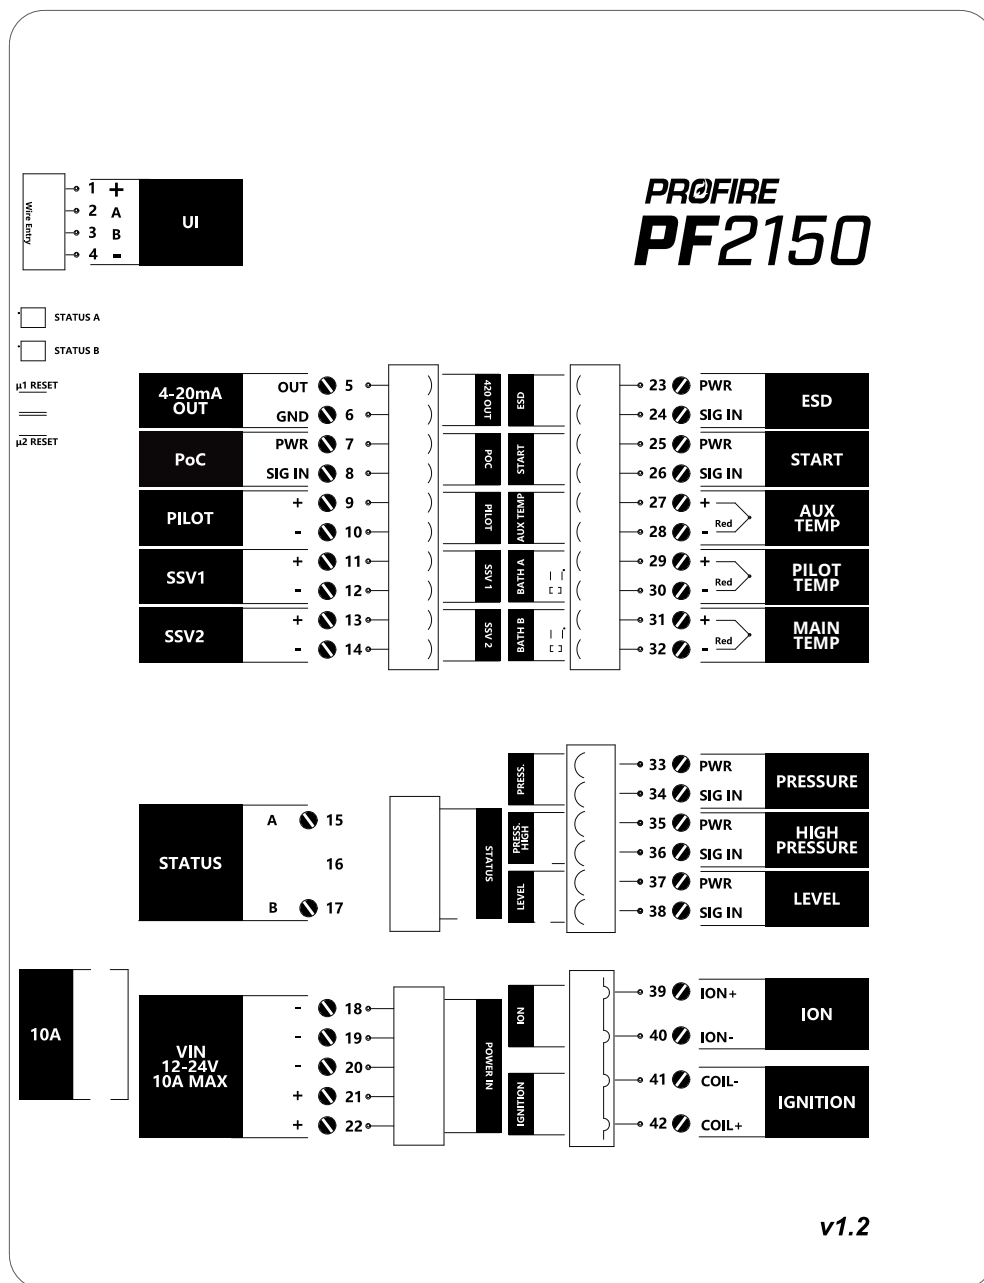 PROFIRE
PF2150
Wire Entry
1 +
2 A
3 B
4 -
UI
STATUS A
STATUS B
µ1 RESET
µ2 RESET
4-20mA
OUT
OUT 5
GND 6
PoC
PWR 7
SIG IN 8
PILOT
+ 9
- 10
SSV1
+ 11
- 12
SSV2
+ 13
- 14
420 OUT
POC
PILOT
SSV 1
SSV 2
ESD
START
AUX TEMP
BATH A
BATH B
23 PWR
24 SIG IN
ESD
25 PWR
26 SIG IN
START
27 +
28 - Red
AUX
TEMP
29 +
30 - Red
PILOT
TEMP
31 +
32 - Red
MAIN
TEMP
STATUS
A 15
16
B 17
STATUS
PRESS.
PRESS.
HIGH
LEVEL
33 PWR
34 SIG IN
PRESSURE
35 PWR
36 SIG IN
HIGH
PRESSURE
37 PWR
38 SIG IN
LEVEL
10A
VIN
12-24V
10A MAX
- 18
- 19
- 20
+ 21
+ 22
POWER IN
ION
IGNITION
39 ION+
40 ION-
ION
41 COIL-
42 COIL+
IGNITION
v1.2